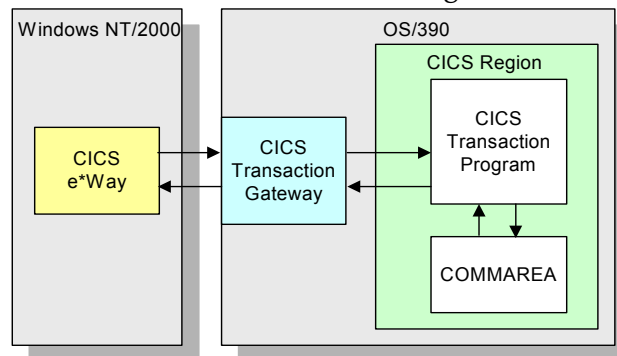 Windows NT/2000
OS/390
CICS Region
CICS
e*Way
CICS
Transaction
Gateway
CICS
Transaction
Program
COMMAREA